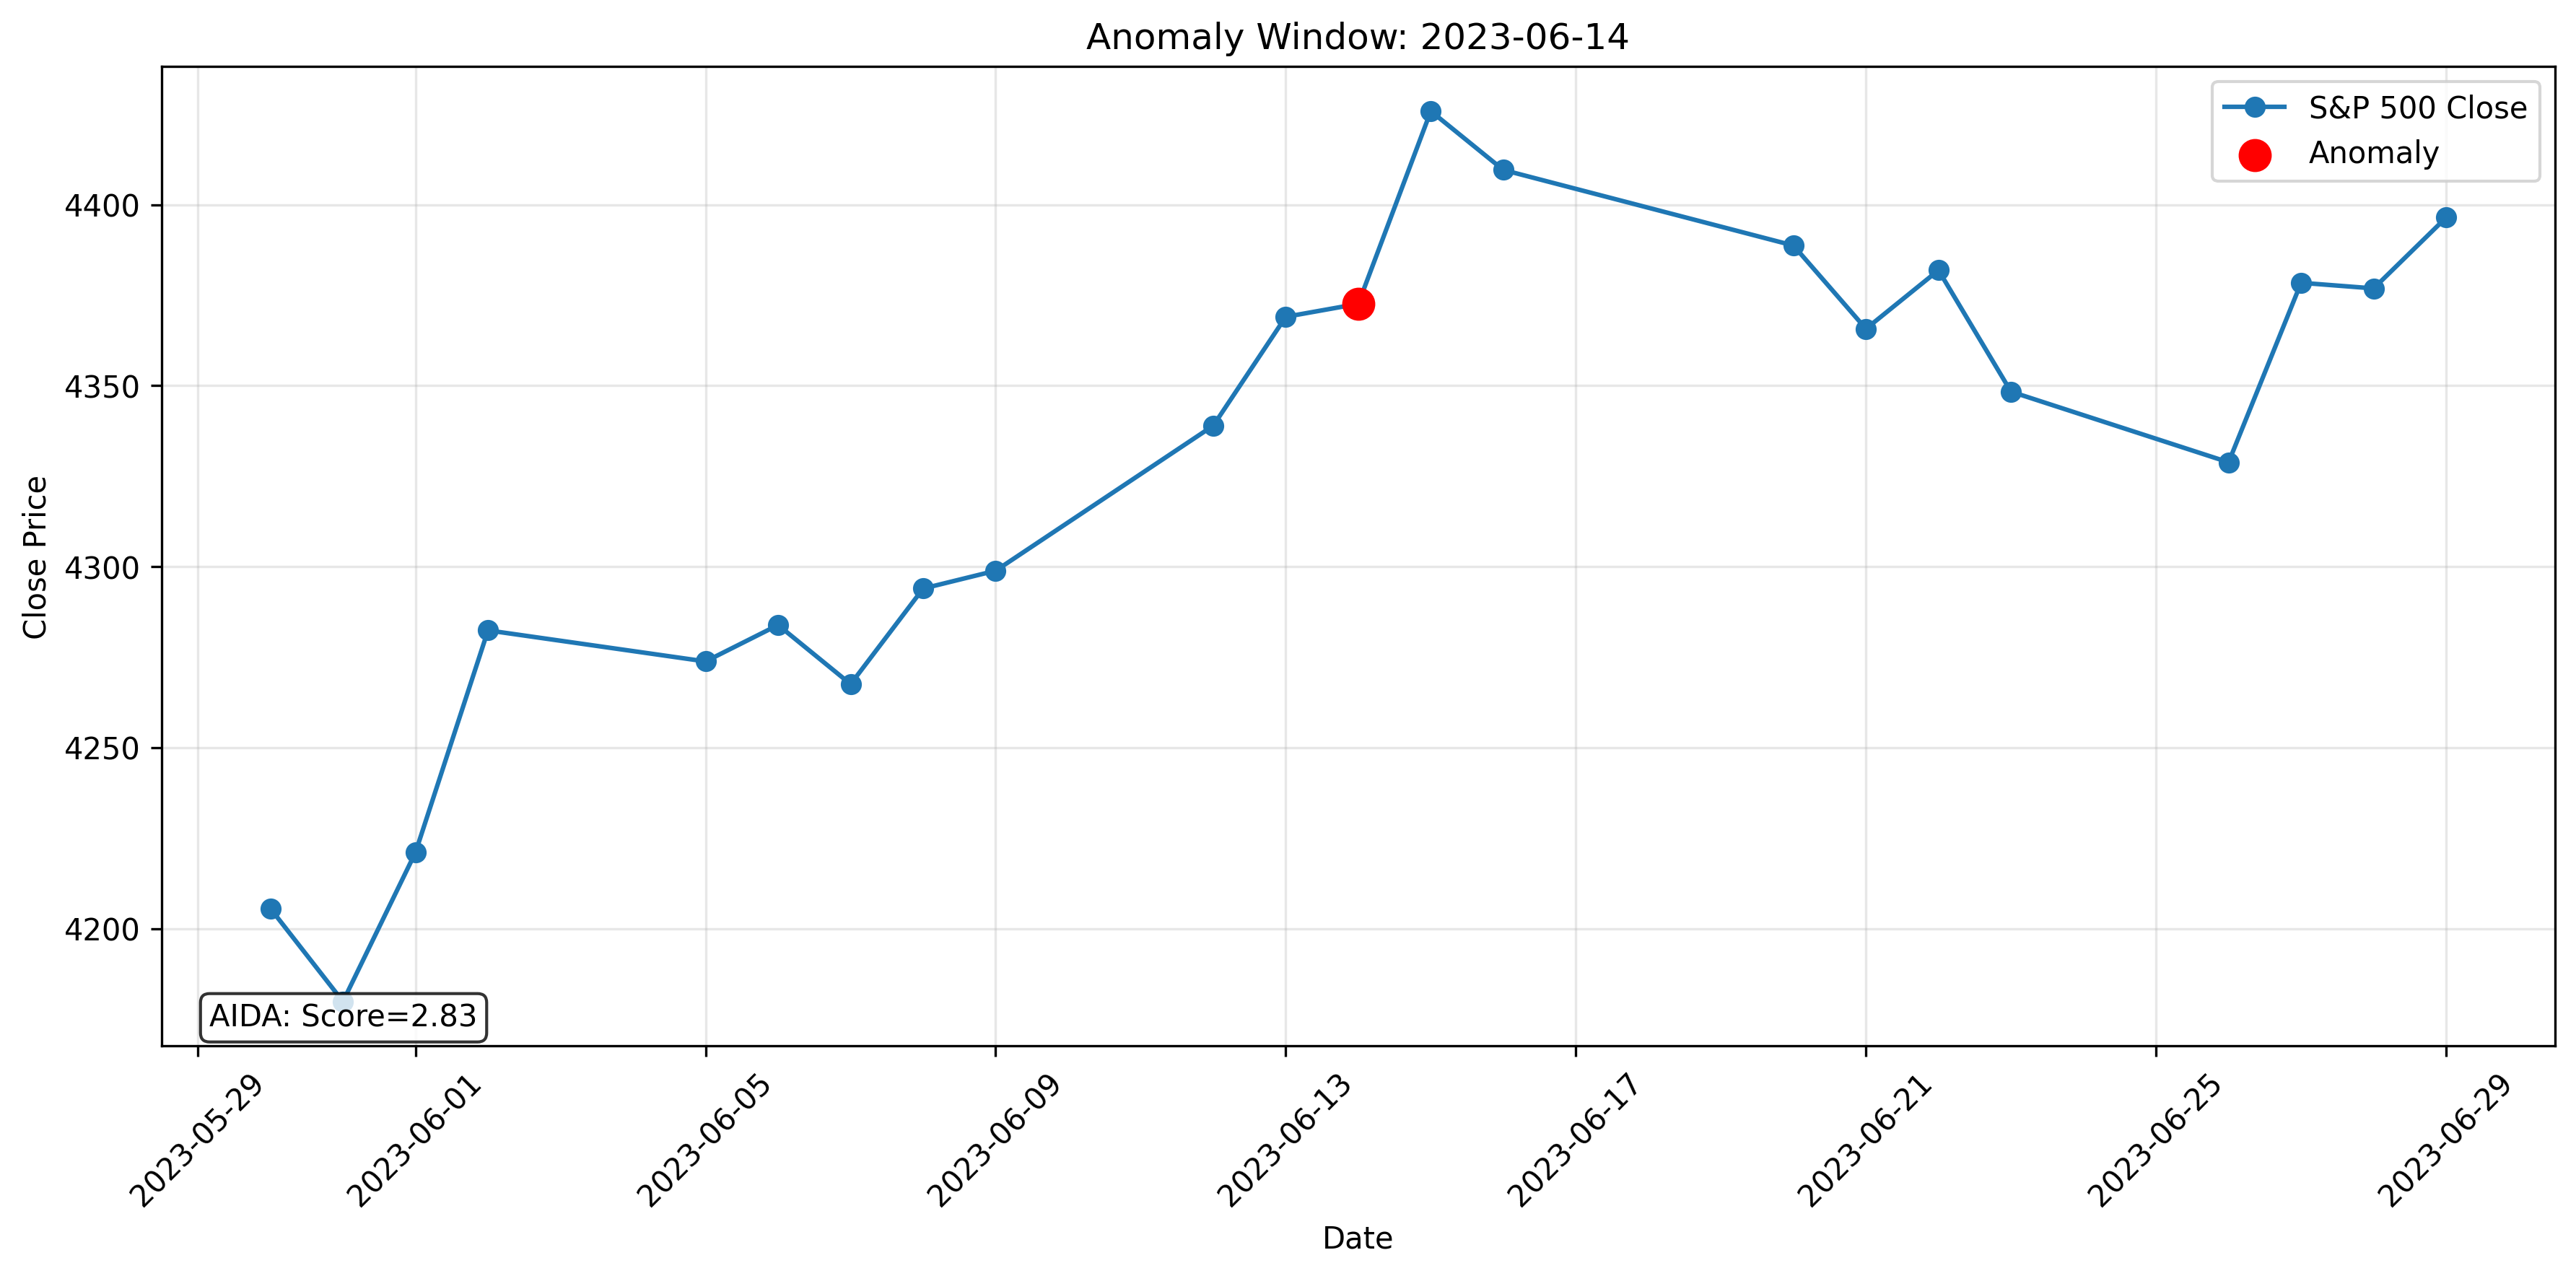 Anomaly Window: 2023-06-14
S&P 500 Close
Anomaly
Close Price
4400
4350
4300
4250
4200
AIDA: Score=2.83
2023-05-29
2023-06-01
2023-06-05
2023-06-09
2023-06-13
2023-06-17
2023-06-21
2023-06-25
2023-06-29
Date